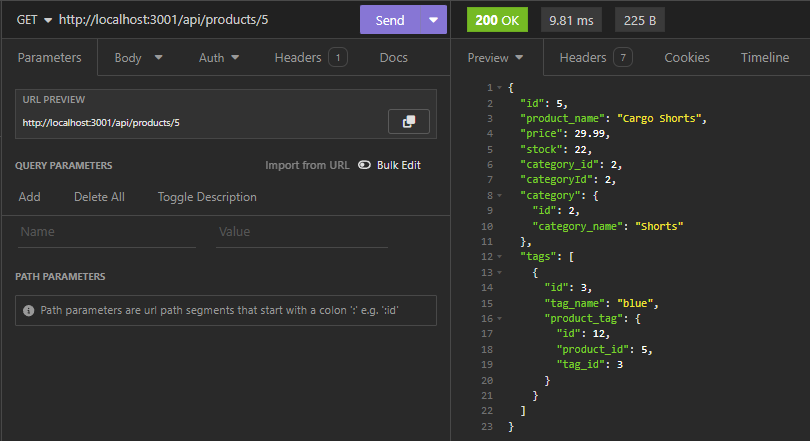 GET http://localhost:3001/api/products/5 Send
Parameters Body Auth Headers 1 Docs
URL PREVIEW
http://localhost:3001/api/products/5
QUERY PARAMETERS Import from URL Bulk Edit
Add Delete All Toggle Description
Name Value
PATH PARAMETERS
Path parameters are url path segments that start with a colon ':' e.g. ':id'
200 OK 9.81 ms 225 B
Preview Headers 7 Cookies Timeline
1 {
2 "id": 5,
3 "product_name": "Cargo Shorts",
4 "price": 29.99,
5 "stock": 22,
6 "category_id": 2,
7 "categoryId": 2,
8 "category": {
9 "id": 2,
10 "category_name": "Shorts"
11 },
12 "tags": [
13 {
14 "id": 3,
15 "tag_name": "blue",
16 "product_tag": {
17 "id": 12,
18 "product_id": 5,
19 "tag_id": 3
20 }
21 }
22 ]
23 }